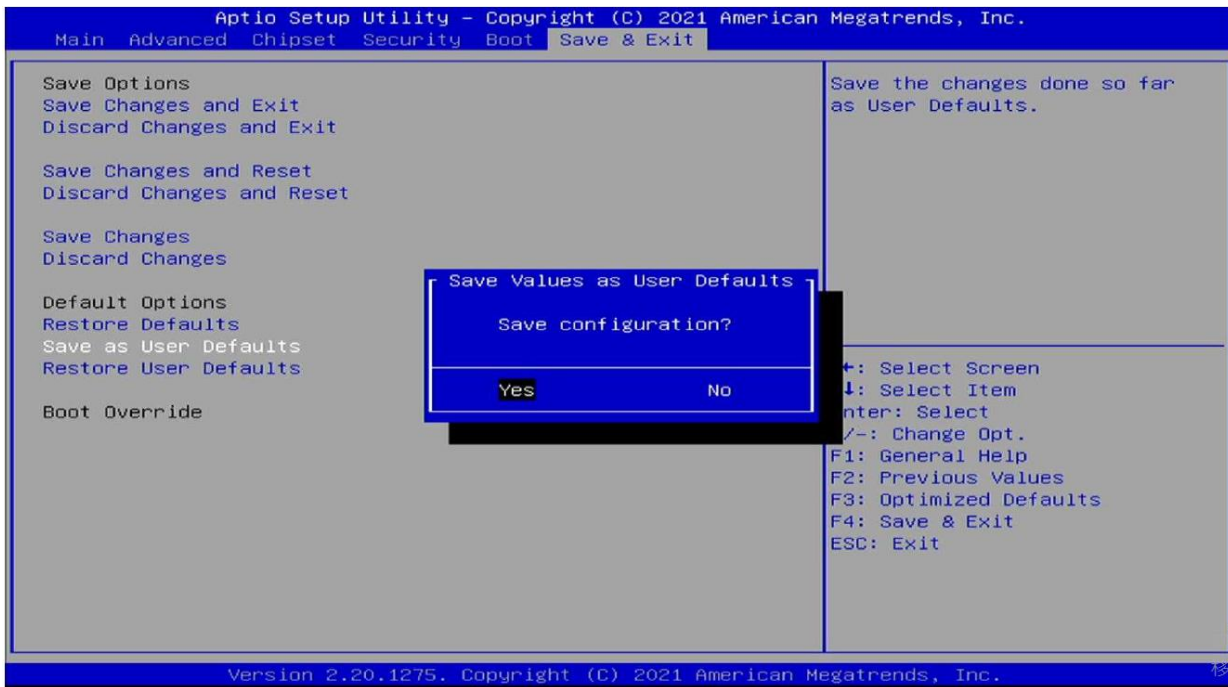 Aptio Setup Utility – Copyright (C) 2021 American Megatrends, Inc.
Main Advanced Chipset Security Boot Save & Exit
Save Options
Save Changes and Exit
Discard Changes and Exit
Save Changes and Reset
Discard Changes and Reset
Save Changes
Discard Changes
Default Options
Restore Defaults
Save as User Defaults
Restore User Defaults
Boot Override
Save Values as User Defaults
Save configuration?
Yes No
Save the changes done so far
as User Defaults.
←: Select Screen
↓: Select Item
nter: Select
/-: Change Opt.
F1: General Help
F2: Previous Values
F3: Optimized Defaults
F4: Save & Exit
ESC: Exit
Version 2.20.1275. Copyright (C) 2021 American Megatrends, Inc.